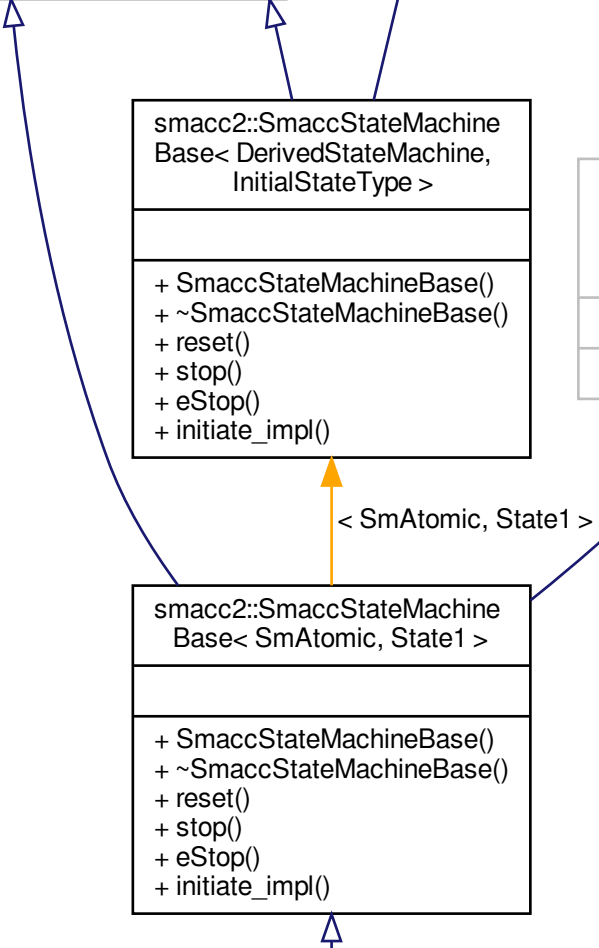 smacc2::SmaccStateMachine
Base< DerivedStateMachine,
InitialStateType >
+ SmaccStateMachineBase()
+ ~SmaccStateMachineBase()
+ reset()
+ stop()
+ eStop()
+ initiate_impl()
< SmAtomic, State1 >
smacc2::SmaccStateMachine
Base< SmAtomic, State1 >
+ SmaccStateMachineBase()
+ ~SmaccStateMachineBase()
+ reset()
+ stop()
+ eStop()
+ initiate_impl()